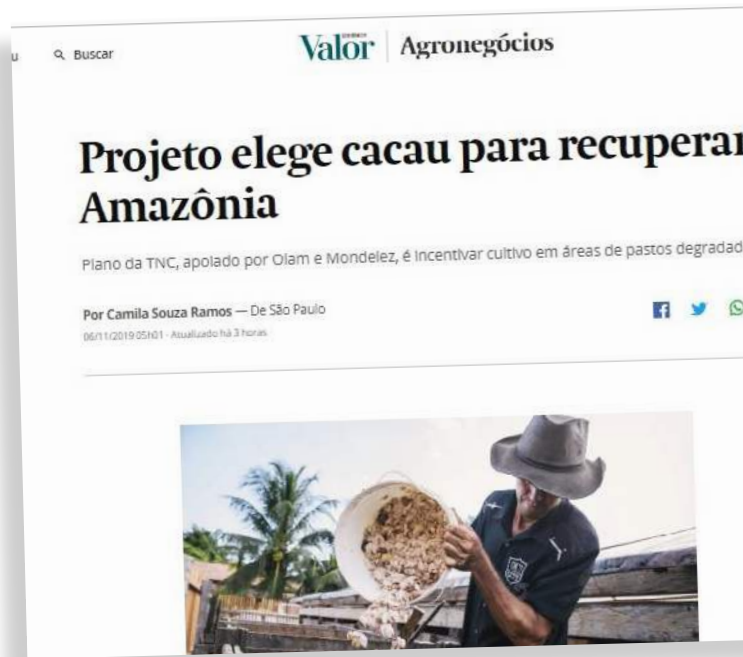 u
Buscar
Valor
Agronegócios
Projeto elege cacau para recuperar
Amazônia
Plano da TNC, apoiado por Olam e Mondelez, é incentivar cultivo em áreas de pastos degradad
Por Camila Souza Ramos — De São Paulo
06/11/2019 05h01 · Atualizado há 3 horas